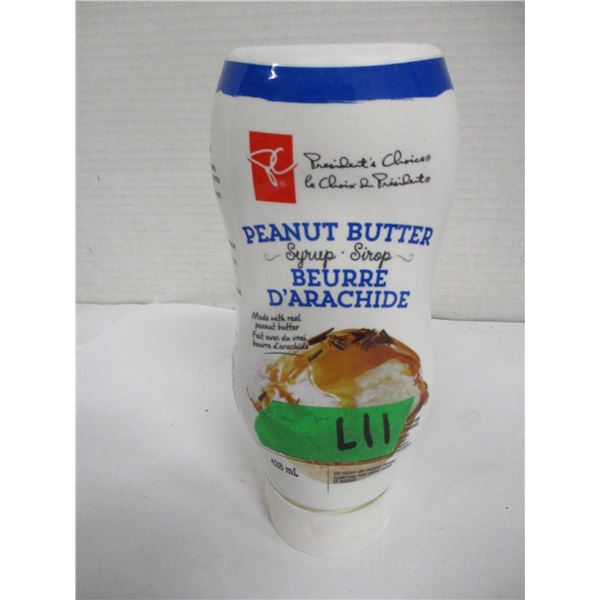 PC®
President's Choice®
le Choix du Président®
PEANUT BUTTER
Syrup · Sirop
BEURRE
D'ARACHIDE
Made with real
peanut butter
Fait avec du vrai
beurre d'arachide
L11
428 mL